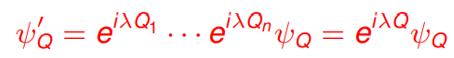 ψ′_Q = e^{iλQ_1} ⋯ e^{iλQ_n} ψ_Q = e^{iλQ} ψ_Q